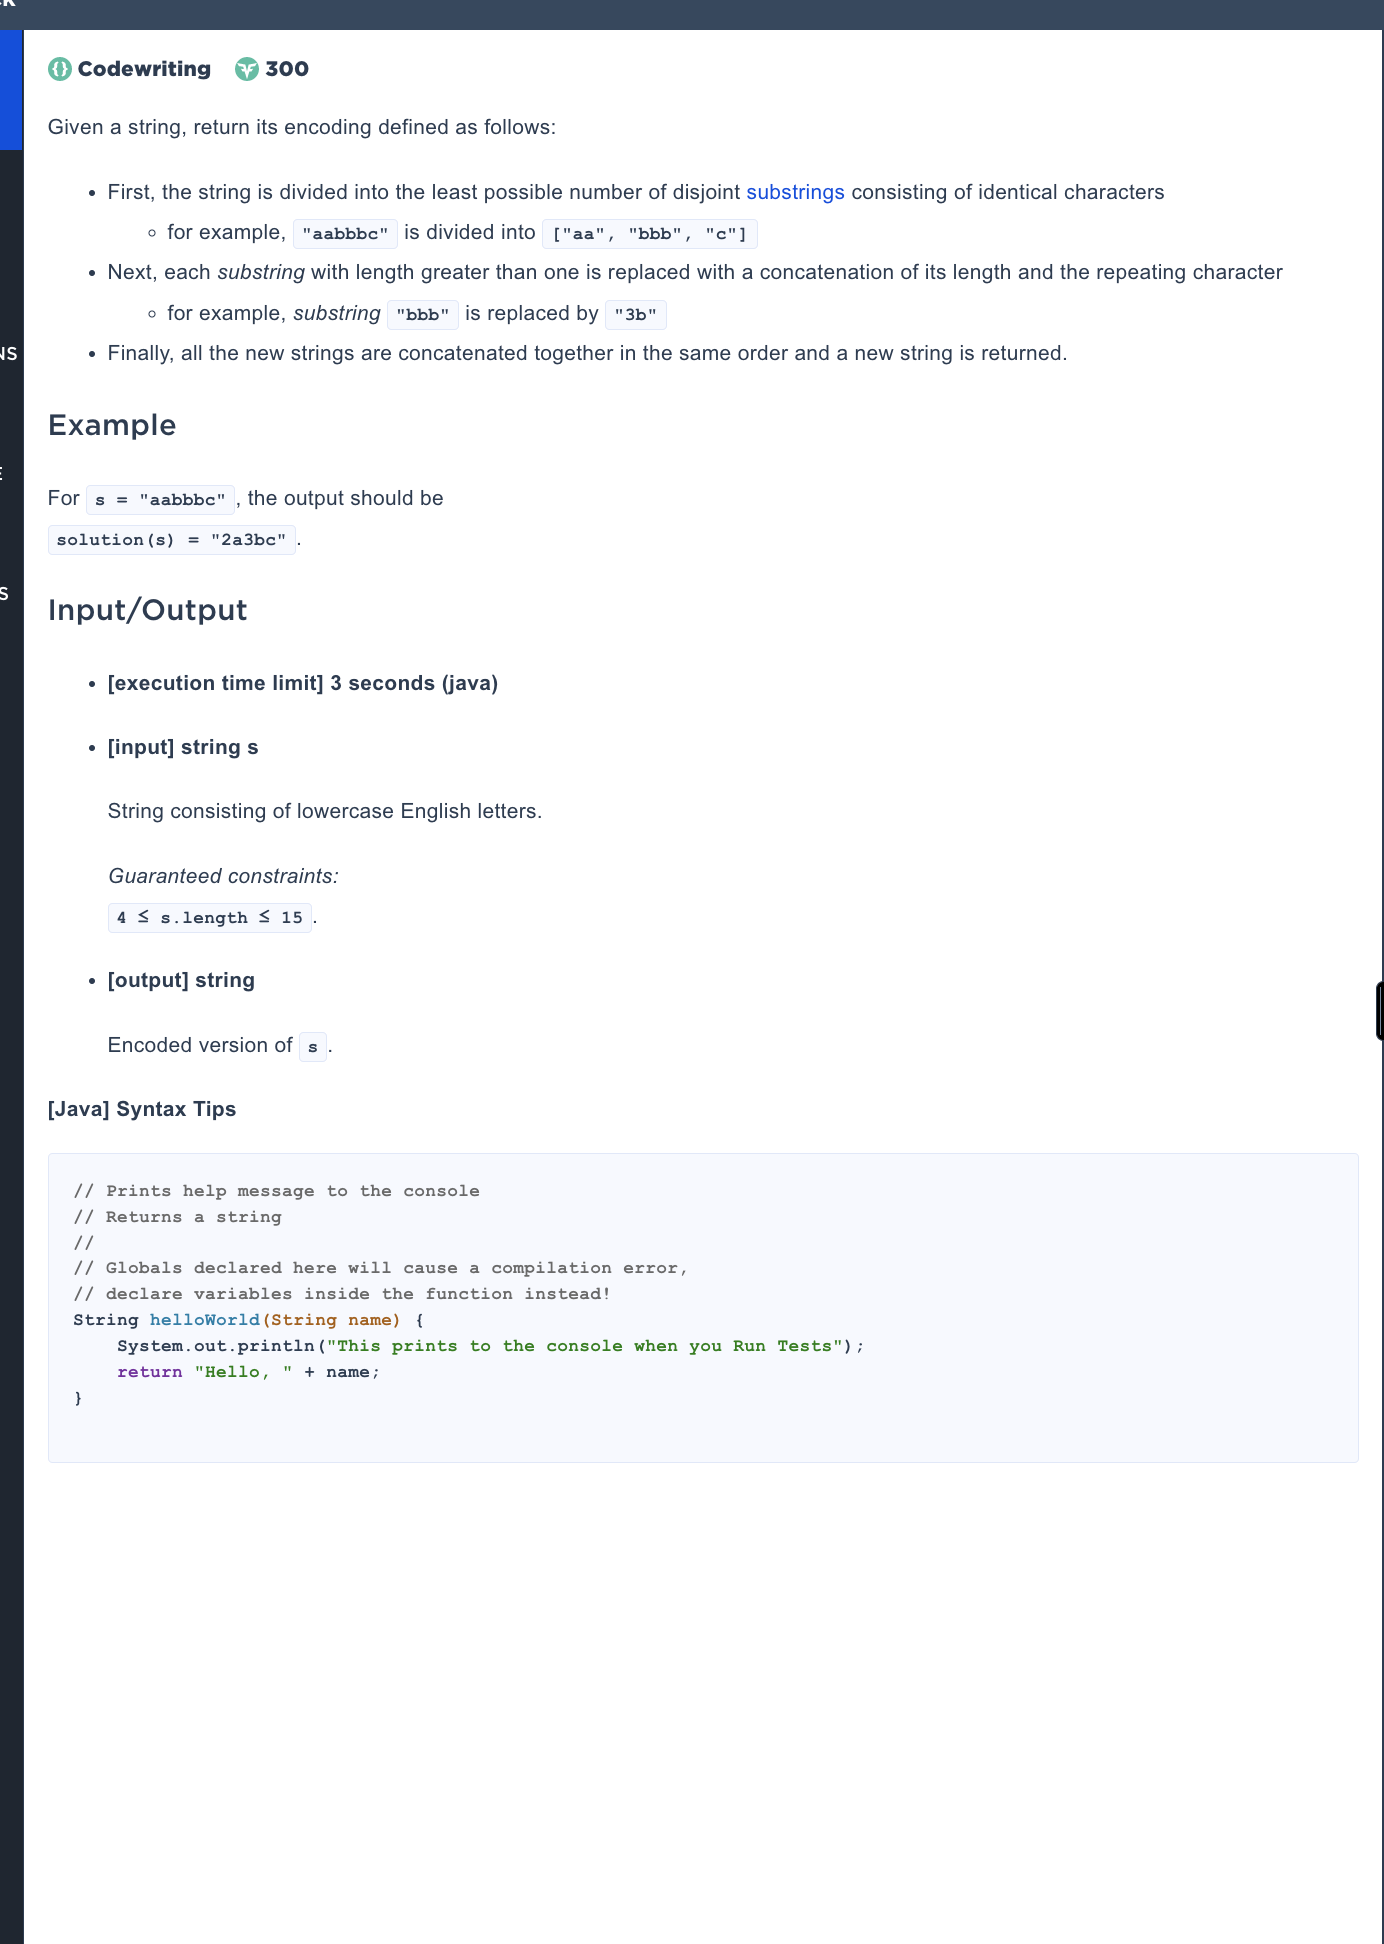 NS
E
S
Codewriting 300
Given a string, return its encoding defined as follows:
• First, the string is divided into the least possible number of disjoint substrings consisting of identical characters
◦ for example, "aabbbc" is divided into ["aa", "bbb", "c"]
• Next, each substring with length greater than one is replaced with a concatenation of its length and the repeating character
◦ for example, substring "bbb" is replaced by "3b"
• Finally, all the new strings are concatenated together in the same order and a new string is returned.
Example
For s = "aabbbc", the output should be
solution(s) = "2a3bc".
Input/Output
• [execution time limit] 3 seconds (java)
• [input] string s
String consisting of lowercase English letters.
Guaranteed constraints:
4 ≤ s.length ≤ 15.
• [output] string
Encoded version of s.
[Java] Syntax Tips
// Prints help message to the console
// Returns a string
//
// Globals declared here will cause a compilation error,
// declare variables inside the function instead!
String helloWorld(String name) {
    System.out.println("This prints to the console when you Run Tests");
    return "Hello, " + name;
}